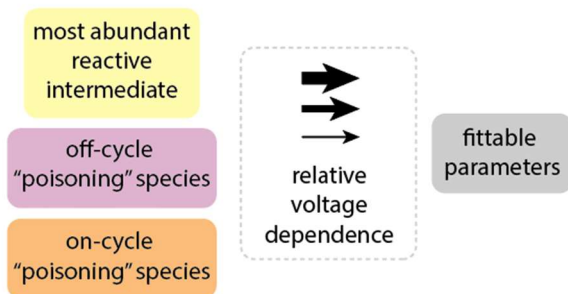 most abundant
reactive
intermediate
off-cycle
“poisoning” species
on-cycle
“poisoning” species
relative
voltage
dependence
fittable
parameters